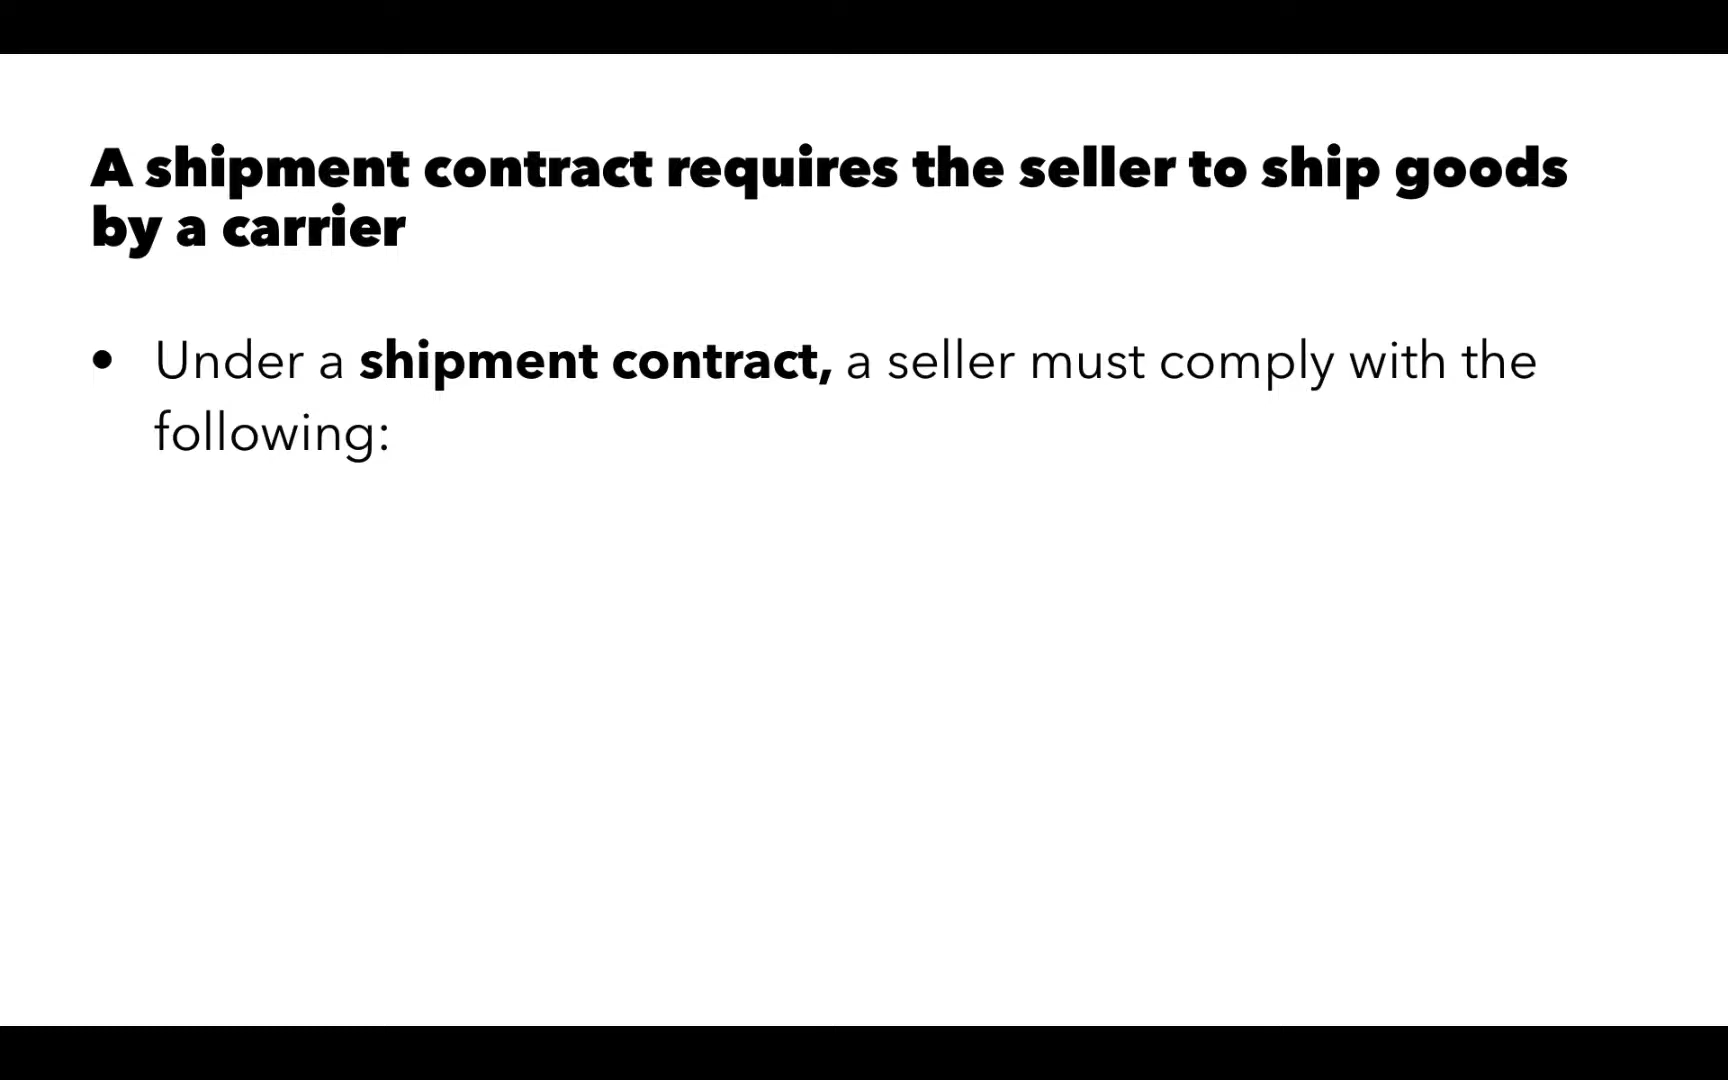 A shipment contract requires the seller to ship goods
by a carrier
• Under a shipment contract, a seller must comply with the
following: